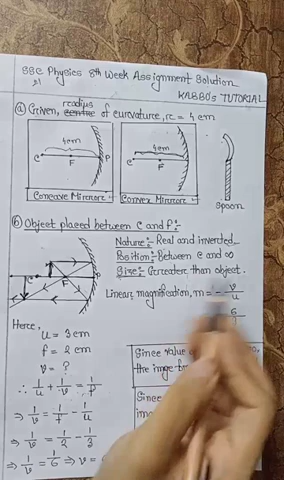 SSC Physics 8th Week Assignment Solution
KABBO's TUTORIAL
ⓐ Given, radius centre of curvature, r = 4 cm
4cm
C F P
Concave Mirror
4cm
C F
Convex Mirror
Spoon
ⓑ Object placed between C and F:-
Nature:- Real and inverted
Position:- Between C and ∞
Size:- Greater than object.
C F P
Linear magnification, m = v/u
6
Here,
u = 3 cm
f = 2 cm
v = ?
∴ 1/u + 1/v = 1/f
⇒ 1/v = 1/f - 1/u
⇒ 1/v = 1/2 - 1/3
⇒ 1/v = 1/6 ⇒ v =
Since value
the image
Since